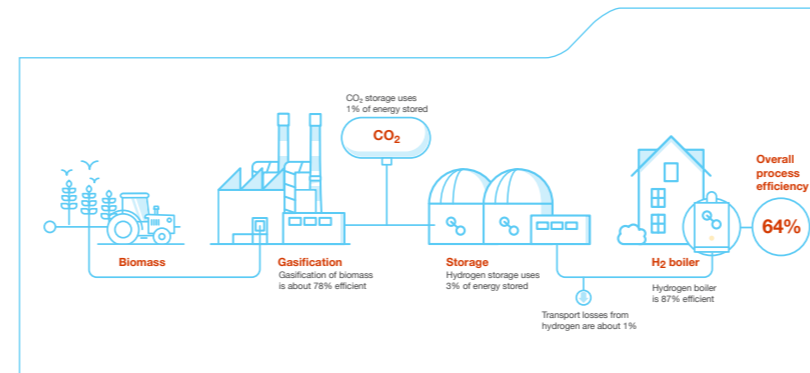 CO₂ storage uses
1% of energy stored
CO₂
Overall
process
efficiency
64%
Biomass
Gasification
Gasification of biomass
is about 78% efficient
Storage
Hydrogen storage uses
3% of energy stored
H₂ boiler
Hydrogen boiler
is 87% efficient
Transport losses from
hydrogen are about 1%